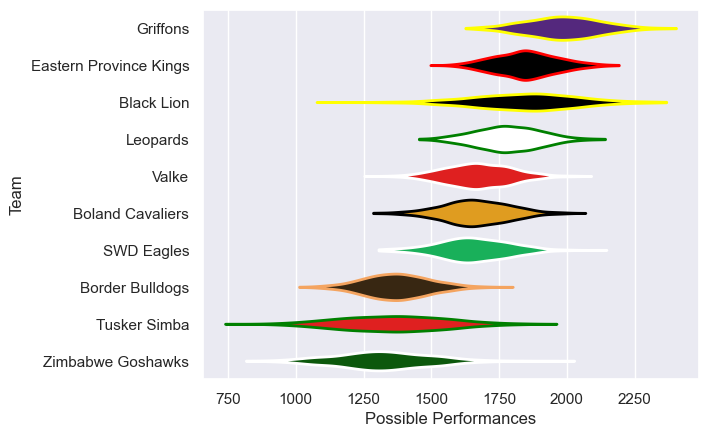 Griffons
Eastern Province Kings
Black Lion
Leopards
Valke
Boland Cavaliers
SWD Eagles
Border Bulldogs
Tusker Simba
Zimbabwe Goshawks
Team
750 1000 1250 1500 1750 2000 2250
Possible Performances